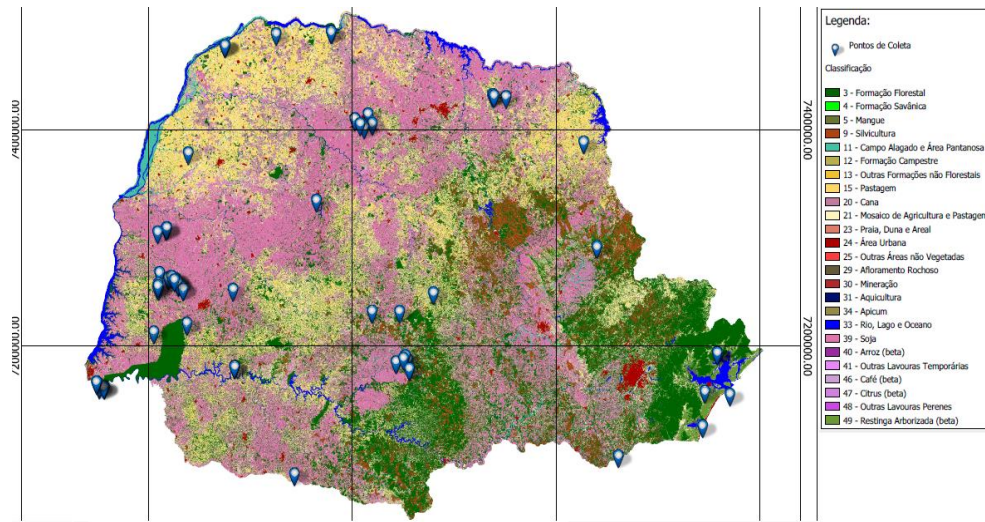 7400000.00
7200000.00
7400000.00
7200000.00
Legenda:
Pontos de Coleta
Classificação
3 - Formação Florestal
4 - Formação Savânica
5 - Mangue
9 - Silvicultura
11 - Campo Alagado e Área Pantanosa
12 - Formação Campestre
13 - Outras Formações não Florestais
15 - Pastagem
20 - Cana
21 - Mosaico de Agricultura e Pastagem
23 - Praia, Duna e Areal
24 - Área Urbana
25 - Outras Áreas não Vegetadas
29 - Afloramento Rochoso
30 - Mineração
31 - Aquicultura
34 - Apicum
33 - Rio, Lago e Oceano
39 - Soja
40 - Arroz (beta)
41 - Outras Lavouras Temporárias
46 - Café (beta)
47 - Citrus (beta)
48 - Outras Lavouras Perenes
49 - Restinga Arborizada (beta)